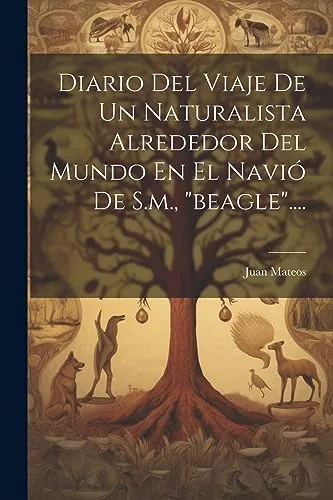 Diario Del Viaje De
Un Naturalista
Alrededor Del
Mundo En El Navió
De S.m., "beagle"....
Juan Mateos